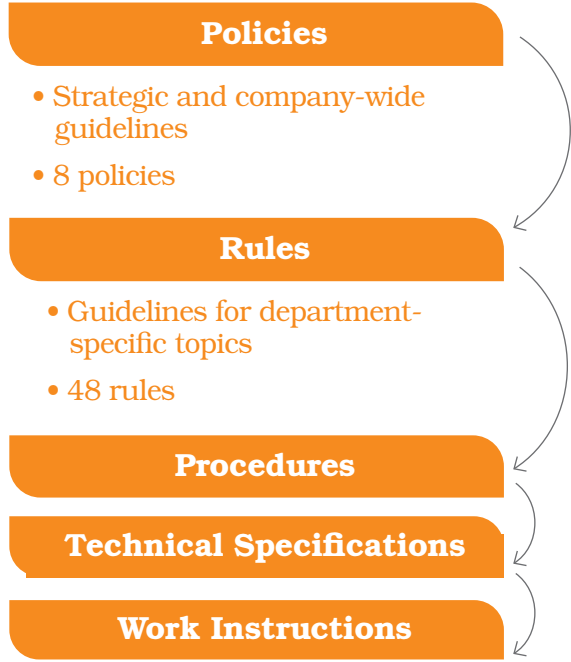 Policies
• Strategic and company-wide
guidelines
• 8 policies
Rules
• Guidelines for department-
specific topics
• 48 rules
Procedures
Technical Specifications
Work Instructions